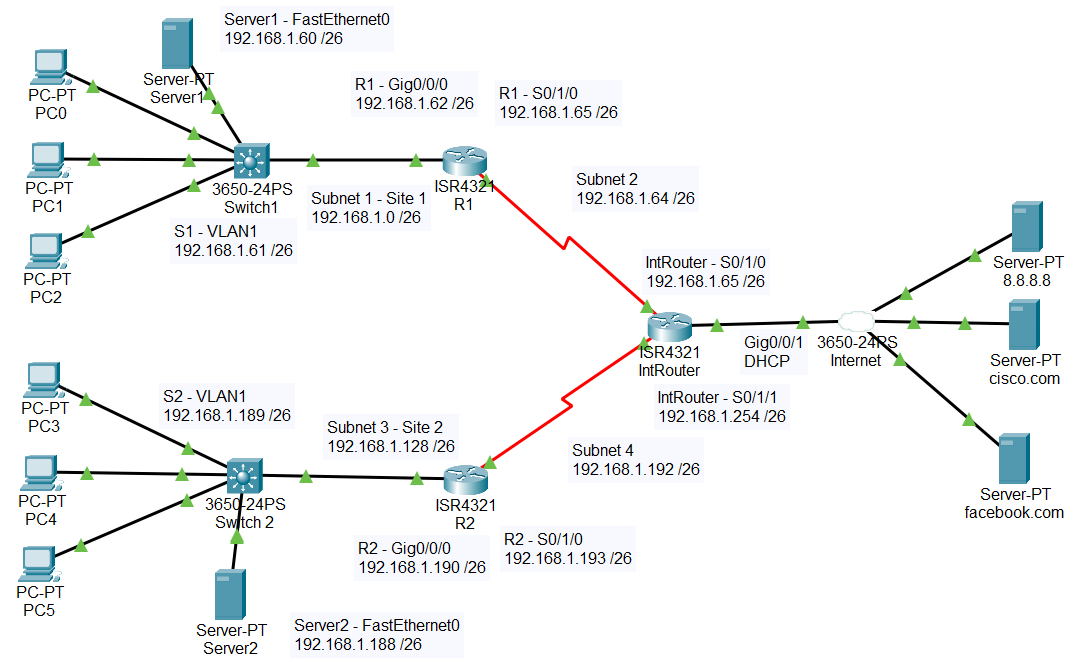 Server1 - FastEthernet0
192.168.1.60 /26
Server-PT
Server1
PC-PT
PC0
R1 - Gig0/0/0
192.168.1.62 /26
R1 - S0/1/0
192.168.1.65 /26
PC-PT
PC1
3650-24PS
Switch1
ISR4321
R1
Subnet 1 - Site 1
192.168.1.0 /26
Subnet 2
192.168.1.64 /26
S1 - VLAN1
192.168.1.61 /26
PC-PT
PC2
IntRouter - S0/1/0
192.168.1.65 /26
Server-PT
8.8.8.8
ISR4321
IntRouter
Gig0/0/1
DHCP
3650-24PS
Internet
Server-PT
cisco.com
IntRouter - S0/1/1
192.168.1.254 /26
PC-PT
PC3
S2 - VLAN1
192.168.1.189 /26
Subnet 3 - Site 2
192.168.1.128 /26
Subnet 4
192.168.1.192 /26
PC-PT
PC4
3650-24PS
Switch 2
ISR4321
R2
Server-PT
facebook.com
R2 - Gig0/0/0
192.168.1.190 /26
R2 - S0/1/0
192.168.1.193 /26
PC-PT
PC5
Server-PT
Server2
Server2 - FastEthernet0
192.168.1.188 /26